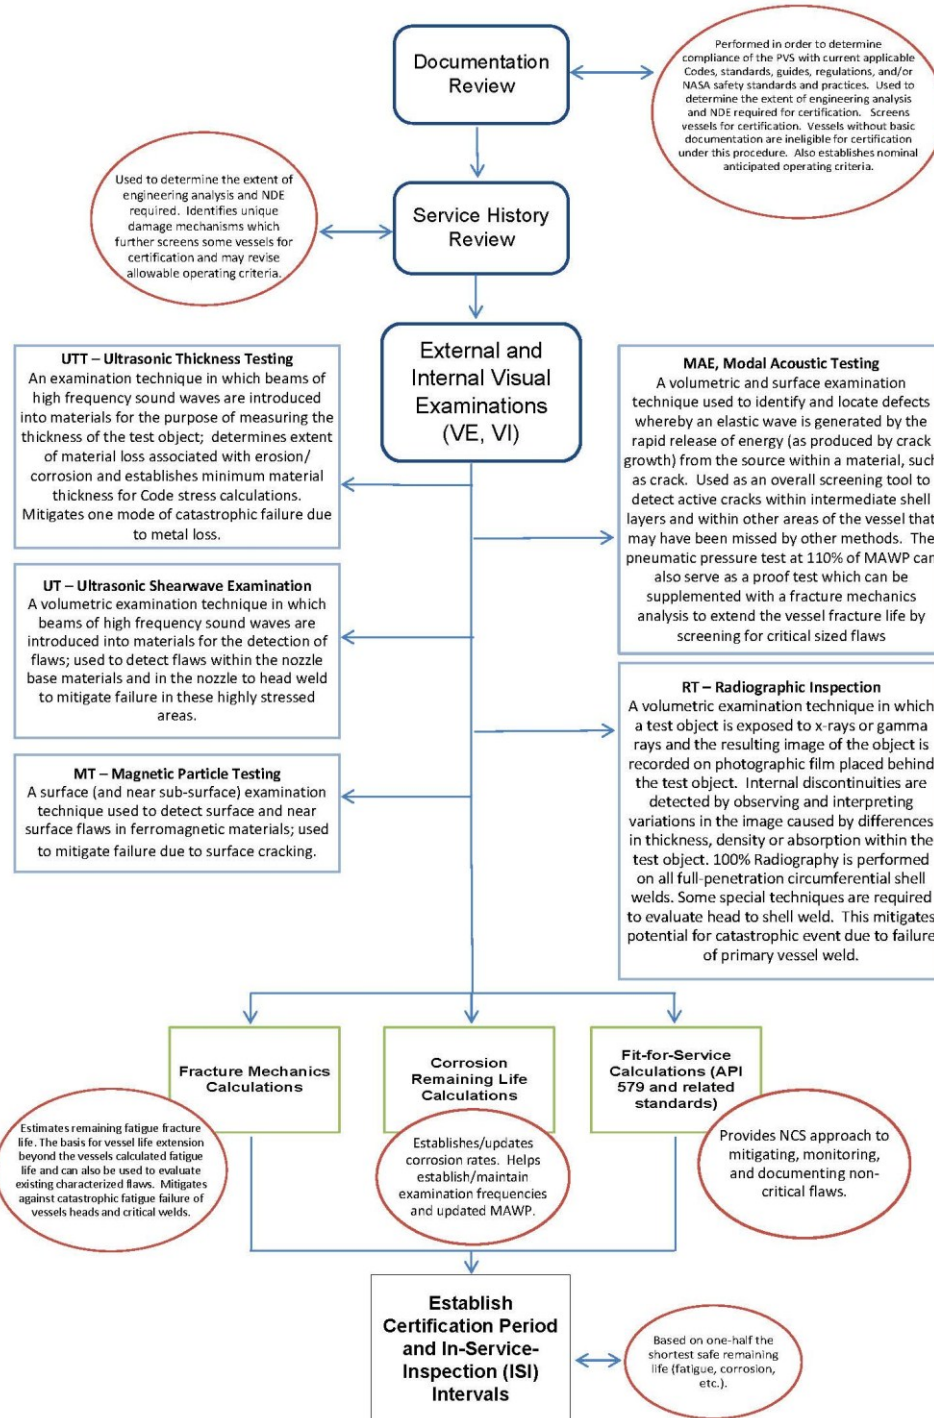 Documentation
Review
Performed in order to determine
compliance of the PVS with current applicable
Codes, standards, guides, regulations, and/or
NASA safety standards and practices. Used to
determine the extent of engineering analysis
and NDE required for certification. Screens
vessels for certification. Vessels without basic
documentation are ineligible for certification
under this procedure. Also establishes nominal
anticipated operating criteria.
Used to determine the extent of
engineering analysis and NDE
required. Identifies unique
damage mechanisms which
further screens some vessels for
certification and may revise
allowable operating criteria.
Service History
Review
External and
Internal Visual
Examinations
(VE, VI)
UTT – Ultrasonic Thickness Testing
An examination technique in which beams of
high frequency sound waves are introduced
into materials for the purpose of measuring the
thickness of the test object; determines extent
of material loss associated with erosion/
corrosion and establishes minimum material
thickness for Code stress calculations.
Mitigates one mode of catastrophic failure due
to metal loss.
UT – Ultrasonic Shearwave Examination
A volumetric examination technique in which
beams of high frequency sound waves are
introduced into materials for the detection of
flaws; used to detect flaws within the nozzle
base materials and in the nozzle to head weld
to mitigate failure in these highly stressed
areas.
MT – Magnetic Particle Testing
A surface (and near sub-surface) examination
technique used to detect surface and near
surface flaws in ferromagnetic materials; used
to mitigate failure due to surface cracking.
MAE, Modal Acoustic Testing
A volumetric and surface examination
technique used to identify and locate defects
whereby an elastic wave is generated by the
rapid release of energy (as produced by crack
growth) from the source within a material, such
as crack. Used as an overall screening tool to
detect active cracks within intermediate shell
layers and within other areas of the vessel that
may have been missed by other methods. The
pneumatic pressure test at 110% of MAWP can
also serve as a proof test which can be
supplemented with a fracture mechanics
analysis to extend the vessel fracture life by
screening for critical sized flaws
RT – Radiographic Inspection
A volumetric examination technique in which
a test object is exposed to x-rays or gamma
rays and the resulting image of the object is
recorded on photographic film placed behind
the test object. Internal discontinuities are
detected by observing and interpreting
variations in the image caused by differences
in thickness, density or absorption within the
test object. 100% Radiography is performed
on all full-penetration circumferential shell
welds. Some special techniques are required
to evaluate head to shell weld. This mitigates
potential for catastrophic event due to failure
of primary vessel weld.
Fracture Mechanics
Calculations
Corrosion
Remaining Life
Calculations
Fit-for-Service
Calculations (API
579 and related
standards)
Estimates remaining fatigue fracture
life. The basis for vessel life extension
beyond the vessels calculated fatigue
life and can also be used to evaluate
existing characterized flaws. Mitigates
against catastrophic fatigue failure of
vessels heads and critical welds.
Establishes/updates
corrosion rates. Helps
establish/maintain
examination frequencies
and updated MAWP.
Provides NCS approach to
mitigating, monitoring,
and documenting non-
critical flaws.
Establish
Certification Period
and In-Service-
Inspection (ISI)
Intervals
Based on one-half the
shortest safe remaining
life (fatigue, corrosion,
etc.).